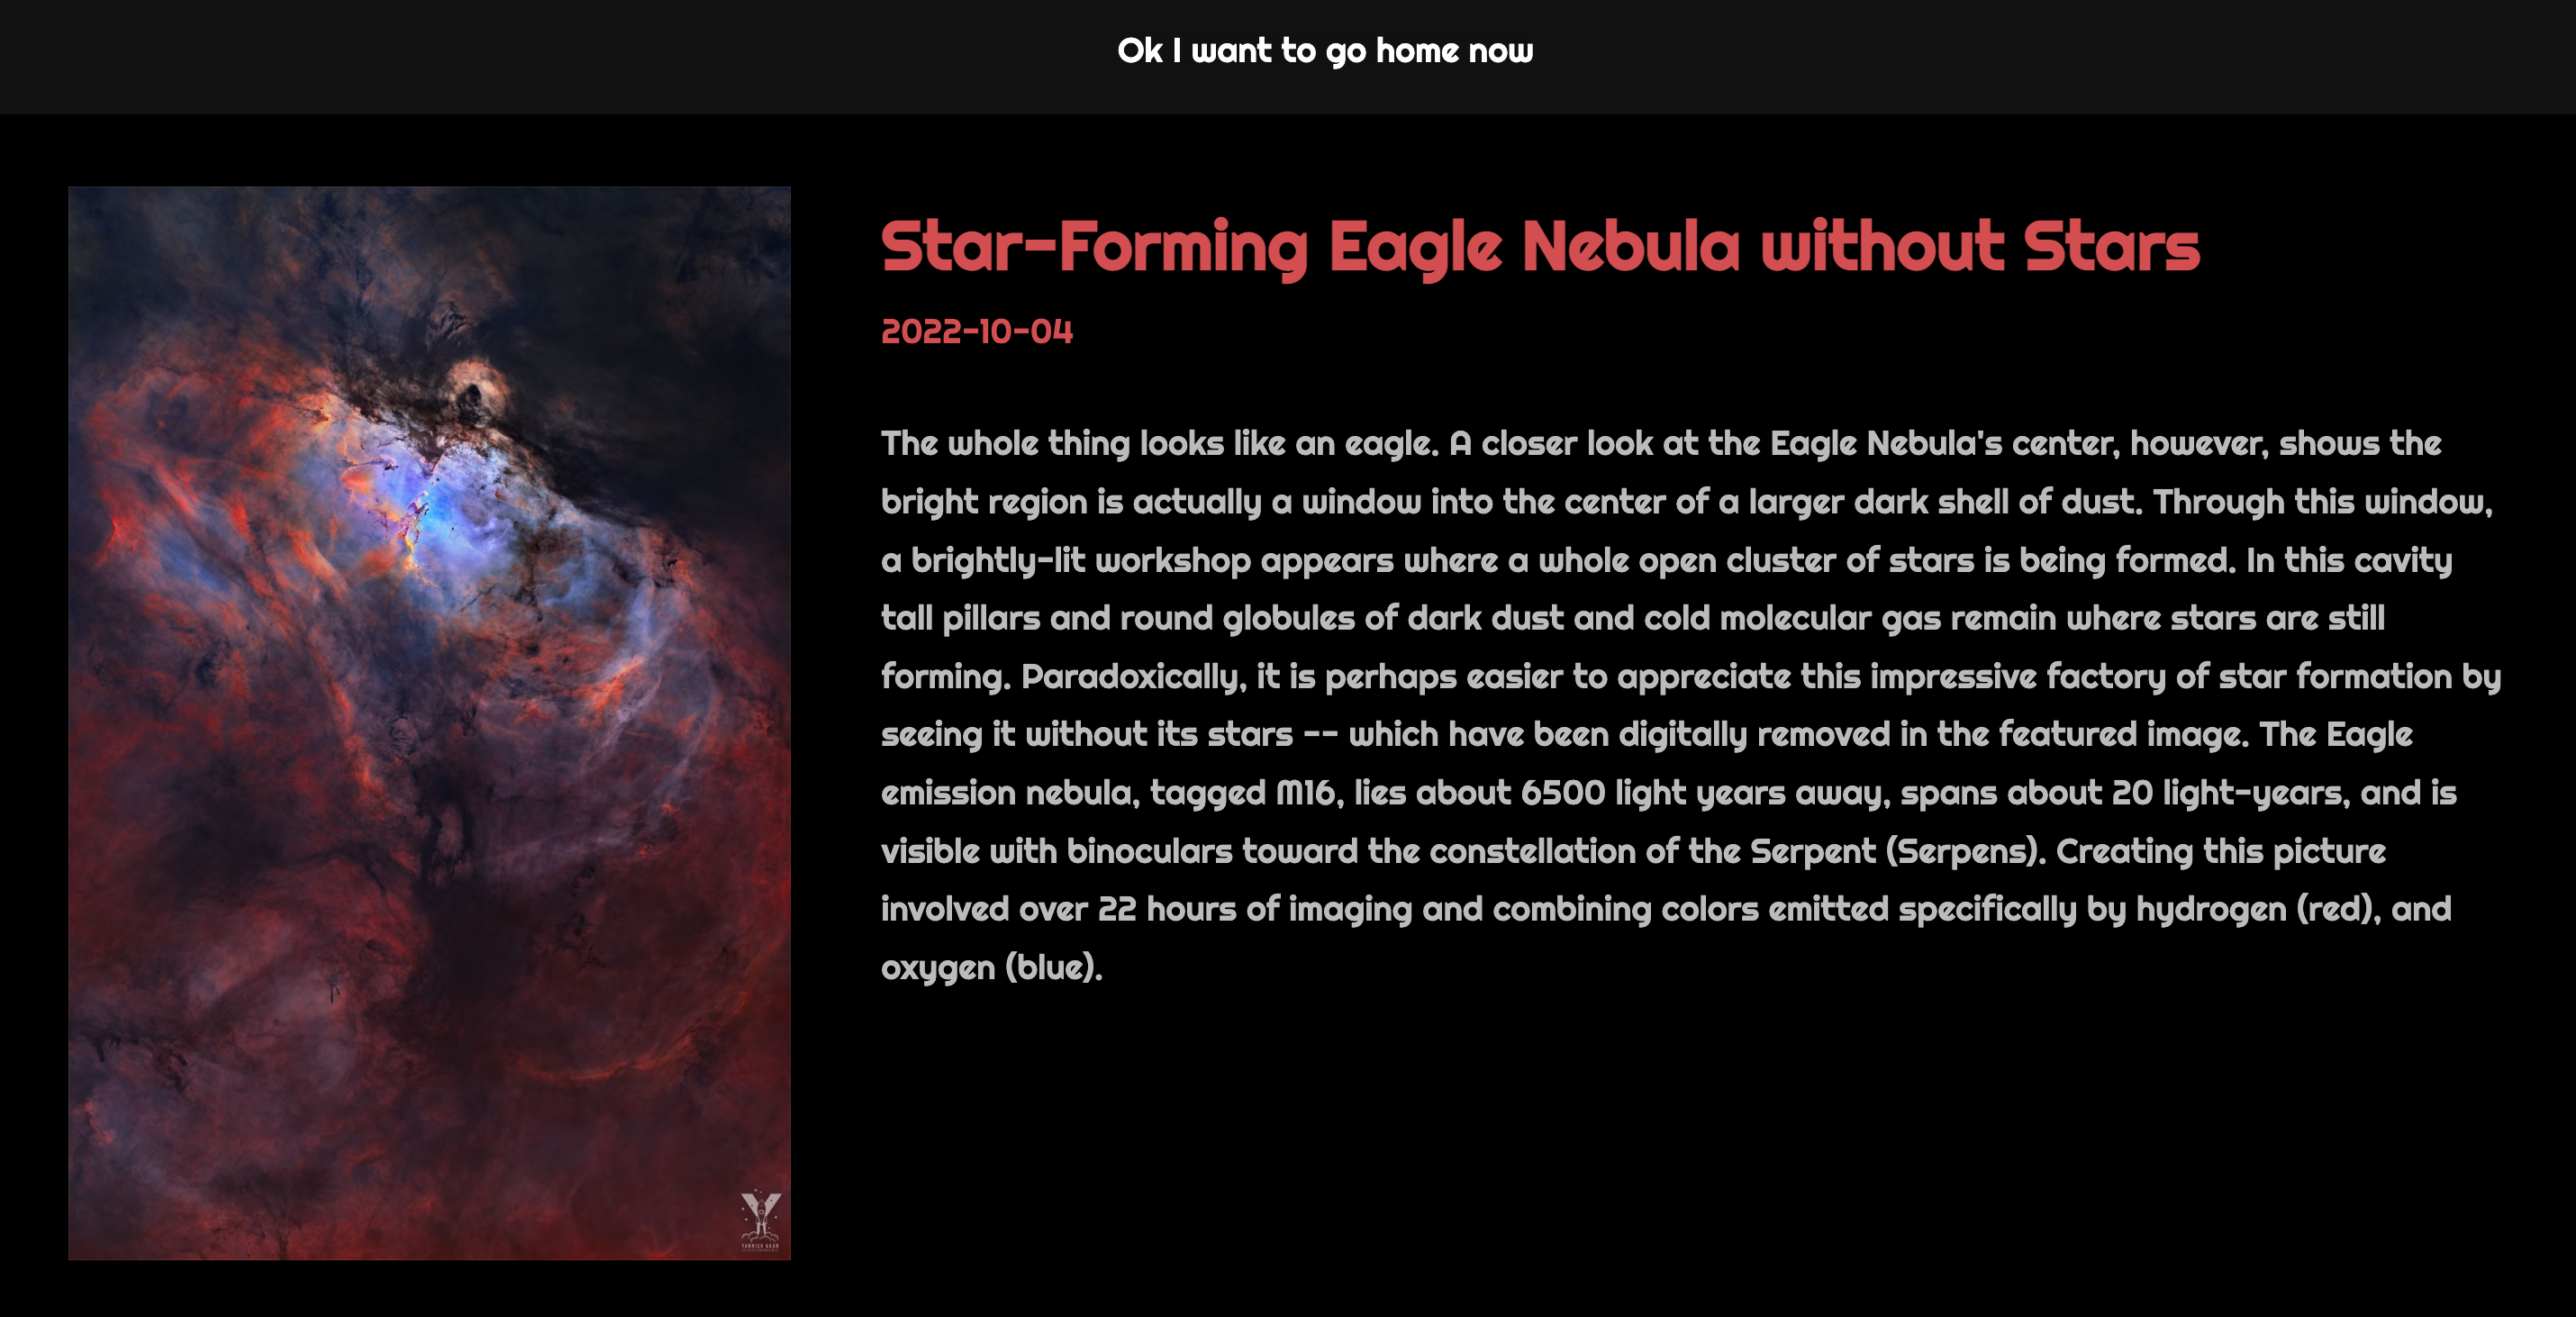 Ok I want to go home now
Star-Forming Eagle Nebula without Stars
2022-10-04
The whole thing looks like an eagle. A closer look at the Eagle Nebula's center, however, shows the
bright region is actually a window into the center of a larger dark shell of dust. Through this window,
a brightly-lit workshop appears where a whole open cluster of stars is being formed. In this cavity
tall pillars and round globules of dark dust and cold molecular gas remain where stars are still
forming. Paradoxically, it is perhaps easier to appreciate this impressive factory of star formation by
seeing it without its stars -- which have been digitally removed in the featured image. The Eagle
emission nebula, tagged M16, lies about 6500 light years away, spans about 20 light-years, and is
visible with binoculars toward the constellation of the Serpent (Serpens). Creating this picture
involved over 22 hours of imaging and combining colors emitted specifically by hydrogen (red), and
oxygen (blue).